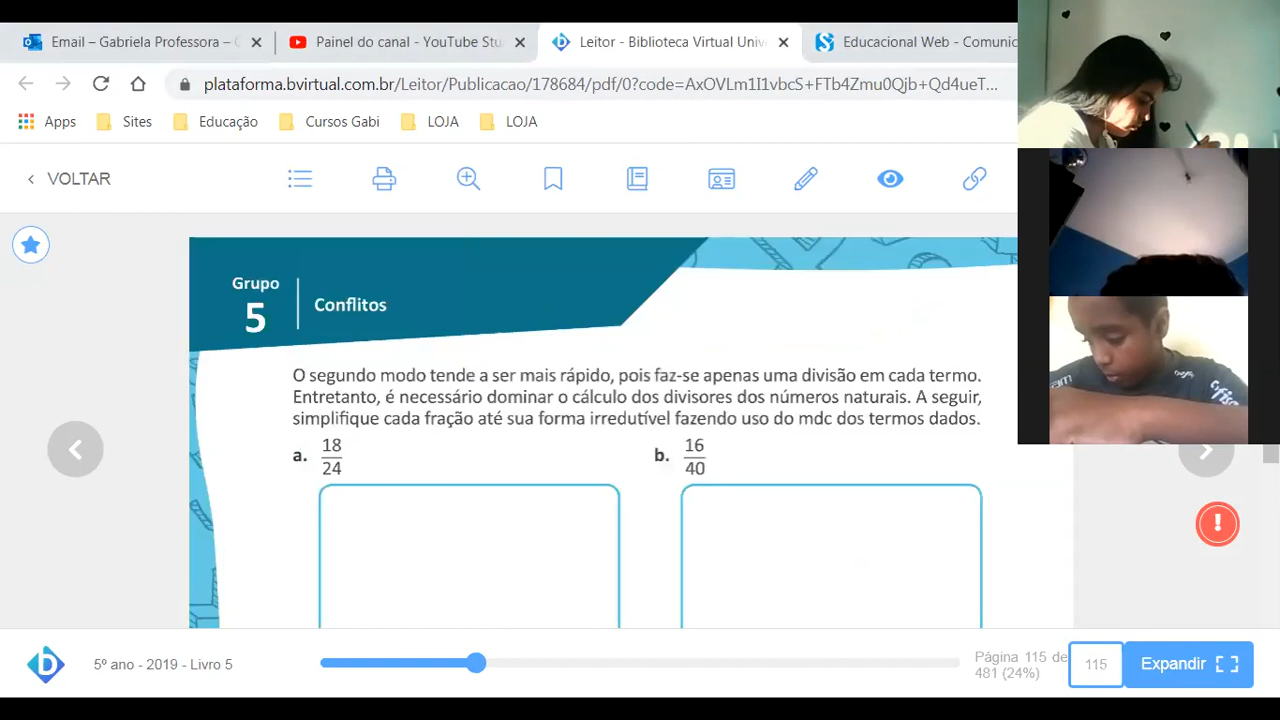 Email – Gabriela Professora –
Painel do canal - YouTube Stu
Leitor - Biblioteca Virtual Univ
Educacional Web - Comunic
plataforma.bvirtual.com.br/Leitor/Publicacao/178684/pdf/0?code=AxOVLm1I1vbcS+FTb4Zmu0Qjb+Qd4ueT...
Apps
Sites
Educação
Cursos Gabi
LOJA
LOJA
VOLTAR
Grupo
5
Conflitos
O segundo modo tende a ser mais rápido, pois faz-se apenas uma divisão em cada termo.
Entretanto, é necessário dominar o cálculo dos divisores dos números naturais. A seguir,
simplifique cada fração até sua forma irredutível fazendo uso do mdc dos termos dados.
a. 18/24
b. 16/40
5º ano - 2019 - Livro 5
Página 115 de
481 (24%)
115
Expandir